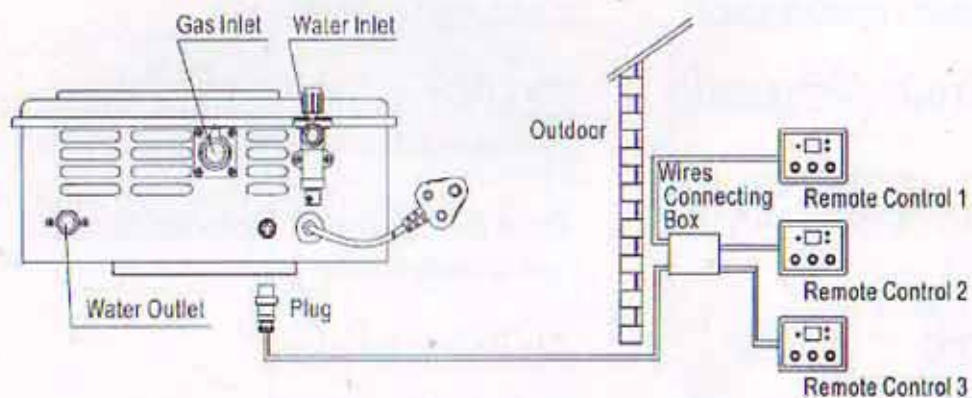 Gas Inlet
Water Inlet
Outdoor
Wires
Connecting
Box
Remote Control 1
Remote Control 2
Remote Control 3
Water Outlet
Plug